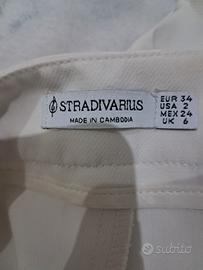 STRADIVARIUS
MADE IN CAMBODIA
EUR 34
USA 2
MEX 24
UK 6
subito